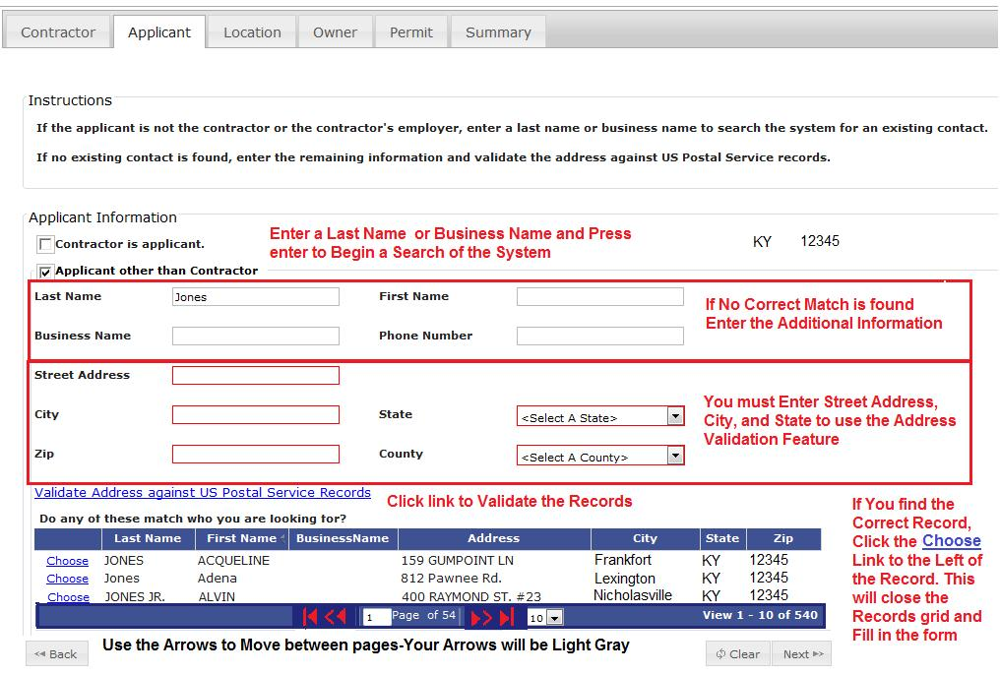 Contractor Applicant Location Owner Permit Summary
Instructions
If the applicant is not the contractor or the contractor's employer, enter a last name or business name to search the system for an existing contact.
If no existing contact is found, enter the remaining information and validate the address against US Postal Service records.
Applicant Information
Contractor is applicant.
Enter a Last Name or Business Name and Press
enter to Begin a Search of the System
KY 12345
Applicant other than Contractor
Last Name Jones First Name
If No Correct Match is found
Enter the Additional Information
Business Name Phone Number
Street Address
You must Enter Street Address,
City, and State to use the Address
Validation Feature
City State <Select A State>
Zip County <Select A County>
Validate Address against US Postal Service Records
Click link to Validate the Records
Do any of these match who you are looking for?
Last Name First Name BusinessName Address City State Zip
Choose JONES ACQUELINE 159 GUMPOINT LN Frankfort KY 12345
Choose Jones Adena 812 Pawnee Rd. Lexington KY 12345
Choose JONES JR. ALVIN 400 RAYMOND ST. #23 Nicholasville KY 12345
1 Page of 54 10 View 1 - 10 of 540
If You find the
Correct Record,
Click the Choose
Link to the Left of
the Record. This
will close the
Records grid and
Fill in the form
Back
Use the Arrows to Move between pages-Your Arrows will be Light Gray
Clear Next